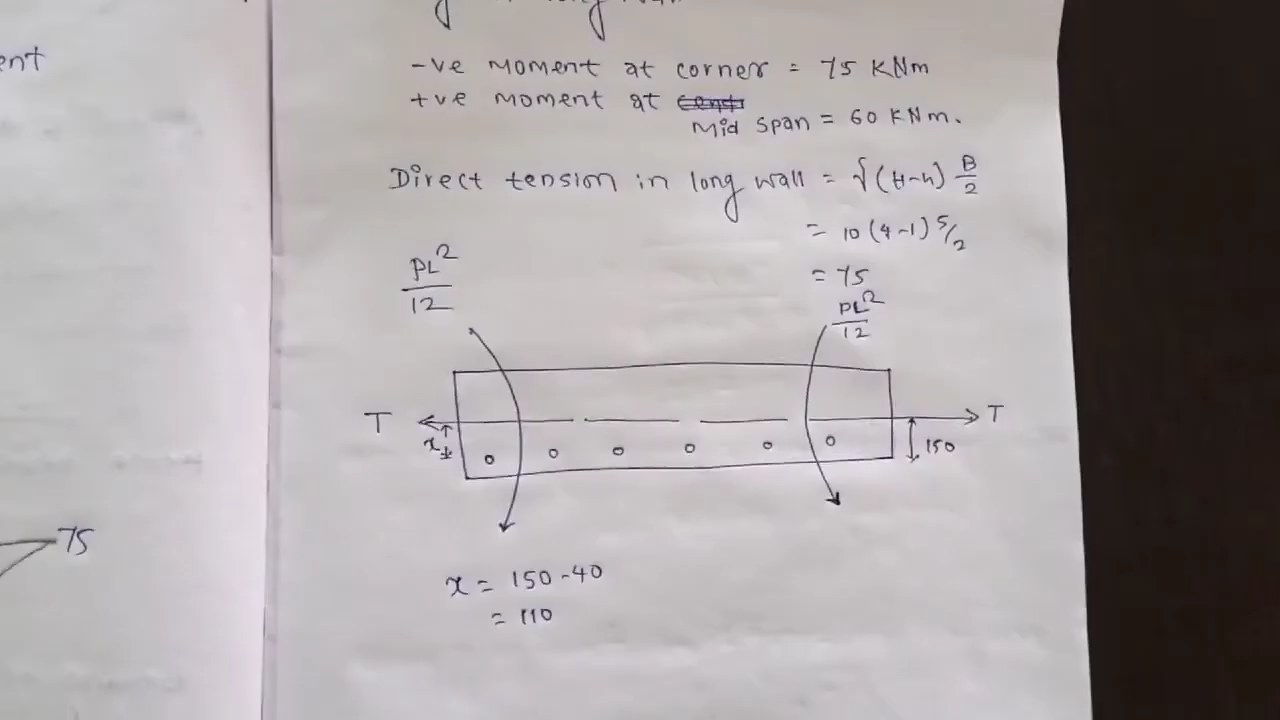 ent
75
-ve moment at corner = 75 KNm
+ve moment at
Mid span = 60 KNm.
Direct tension in long wall = γ(H-h) B/2
= 10(4-1) 5/2
= 75
PL²/12
PL²/12
T
T
x
150
x = 150-40
= 110